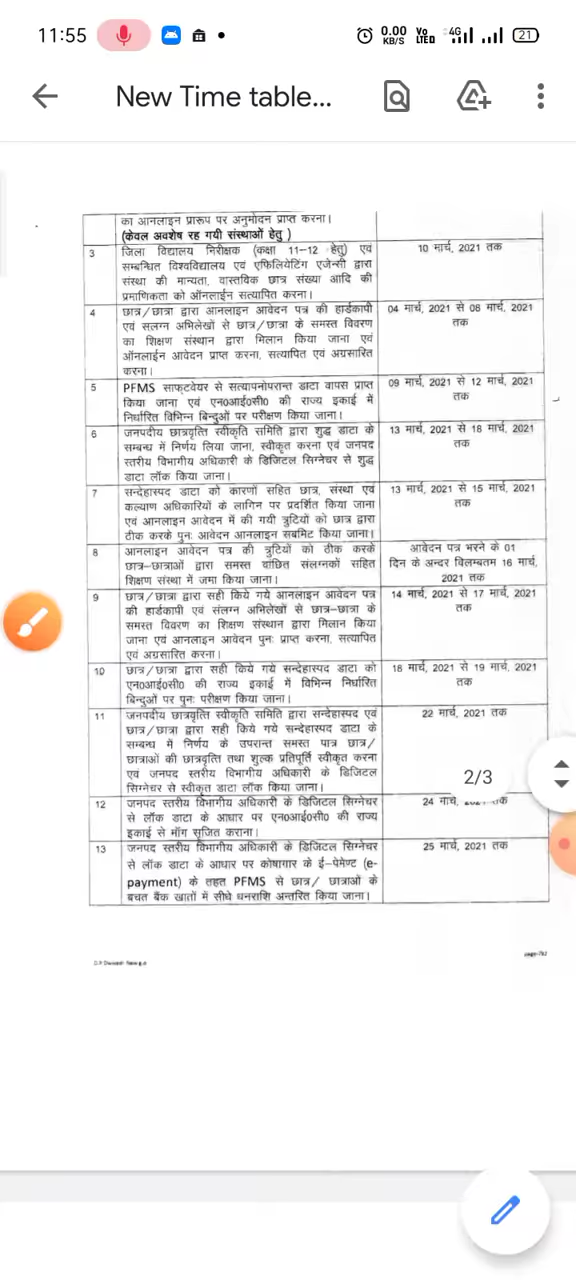 11:55
0.00 KB/S
Vo LTE
4G
21
New Time table...
का आनलाइन प्रारूप पर अनुमोदन प्राप्त करना।
(केवल अवशेष रह गयी संस्थाओं हेतु)
3
जिला विद्यालय निरीक्षक (कक्षा 11-12 हेतु) एवं
सम्बन्धित विश्वविद्यालय एवं एफिलियेटिंग एजेन्सी द्वारा
संस्था की मान्यता, वास्तविक छात्र संख्या आदि की
प्रमाणिकता को ऑनलाईन सत्यापित करना।
10 मार्च, 2021 तक
4
छात्र/छात्रा द्वारा आनलाइन आवेदन पत्र की हार्डकापी
एवं सलग्न अभिलेखों से छात्र/छात्रा के समस्त विवरण
का शिक्षण संस्थान द्वारा मिलान किया जाना एवं
ऑनलाईन आवेदन प्राप्त करना, सत्यापित एवं अग्रसारित
करना।
04 मार्च, 2021 से 08 मार्च, 2021
तक
5
PFMS साफ्टवेयर से सत्यापनोपरान्त डाटा वापस प्राप्त
किया जाना एवं एन0आई0सी0 की राज्य इकाई में
निर्धारित विभिन्न बिन्दुओं पर परीक्षण किया जाना।
09 मार्च, 2021 से 12 मार्च, 2021
तक
6
जनपदीय छात्रवृत्ति स्वीकृति समिति द्वारा शुद्ध डाटा के
सम्बन्ध में निर्णय लिया जाना, स्वीकृत करना एवं जनपद
स्तरीय विभागीय अधिकारी के डिजिटल सिग्नेचर से शुद्ध
डाटा लॉक किया जाना।
13 मार्च, 2021 से 18 मार्च, 2021
तक
7
सन्देहास्पद डाटा को कारणों सहित छात्र, संस्था एवं
कल्याण अधिकारियों के लागिन पर प्रदर्शित किया जाना
एवं आनलाइन आवेदन में की गयी त्रुटियों को छात्र द्वारा
ठीक करके पुनः आवेदन आनलाइन सबमिट किया जाना।
13 मार्च, 2021 से 15 मार्च, 2021
तक
8
आनलाइन आवेदन पत्र की त्रुटियों को ठीक करके
छात्र-छात्राओं द्वारा समस्त वांछित संलग्नकों सहित
शिक्षण संस्था में जमा किया जाना।
आवेदन पत्र भरने के 01
दिन के अन्दर विलम्बतम 16 मार्च,
2021 तक
9
छात्र/छात्रा द्वारा सही किये गये आनलाइन आवेदन पत्र
की हार्डकापी एवं संलग्न अभिलेखों से छात्र-छात्रा के
समस्त विवरण का शिक्षण संस्थान द्वारा मिलान किया
जाना एवं आनलाइन आवेदन पुनः प्राप्त करना, सत्यापित
एवं अग्रसारित करना।
14 मार्च, 2021 से 17 मार्च, 2021
तक
10
छात्र/छात्रा द्वारा सही किये गये सन्देहास्पद डाटा को
एन0आई0सी0 की राज्य इकाई में विभिन्न निर्धारित
बिन्दुओं पर पुनः परीक्षण किया जाना।
18 मार्च, 2021 से 19 मार्च, 2021
तक
11
जनपदीय छात्रवृत्ति स्वीकृति समिति द्वारा सन्देहास्पद एवं
छात्र/छात्रा द्वारा सही किये गये सन्देहास्पद डाटा के
सम्बन्ध में निर्णय के उपरान्त समस्त पात्र छात्र/
छात्राओं की छात्रवृत्ति तथा शुल्क प्रतिपूर्ति स्वीकृत करना
एवं जनपद स्तरीय विभागीय अधिकारी के डिजिटल
सिग्नेचर से स्वीकृत डाटा लॉक किया जाना।
22 मार्च, 2021 तक
2/3
12
जनपद स्तरीय विभागीय अधिकारी के डिजिटल सिग्नेचर
से लॉक डाटा के आधार पर एन0आई0सी0 की राज्य
इकाई से माँग सृजित कराना।
24 मार्च, तक
13
जनपद स्तरीय विभागीय अधिकारी के डिजिटल सिग्नेचर
से लॉक डाटा के आधार पर कोषागार के ई-पेमेण्ट (e-
payment) के तहत PFMS से छात्र/ छात्राओं के
बचत बैंक खातों में सीधे धनराशि अन्तरित किया जाना।
25 मार्च, 2021 तक